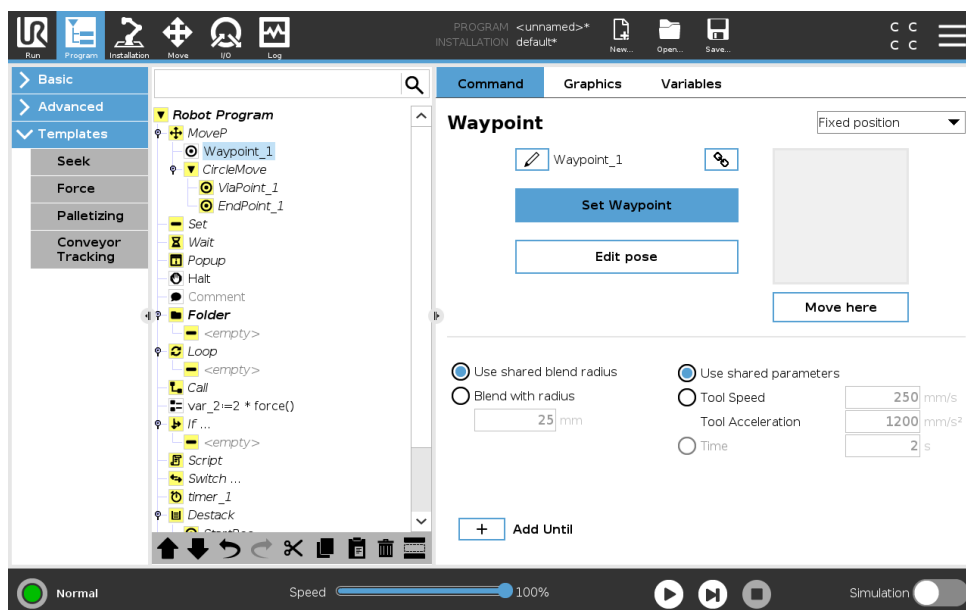 PROGRAM <unnamed>*
INSTALLATION default*
Run Program Installation Move I/O Log New... Open... Save...
C C
C C
Basic
Advanced
Templates
Seek
Force
Palletizing
Conveyor
Tracking
Robot Program
MoveP
Waypoint_1
CircleMove
ViaPoint_1
EndPoint_1
Set
Wait
Popup
Halt
Comment
Folder
<empty>
Loop
<empty>
Call
var_2:=2 * force()
If ...
<empty>
Script
Switch ...
timer_1
Destack
Command Graphics Variables
Waypoint
Fixed position
Waypoint_1
Set Waypoint
Edit pose
Move here
Use shared blend radius
Blend with radius
25 mm
Use shared parameters
Tool Speed 250 mm/s
Tool Acceleration 1200 mm/s²
Time 2 s
+ Add Until
Normal
Speed 100%
Simulation